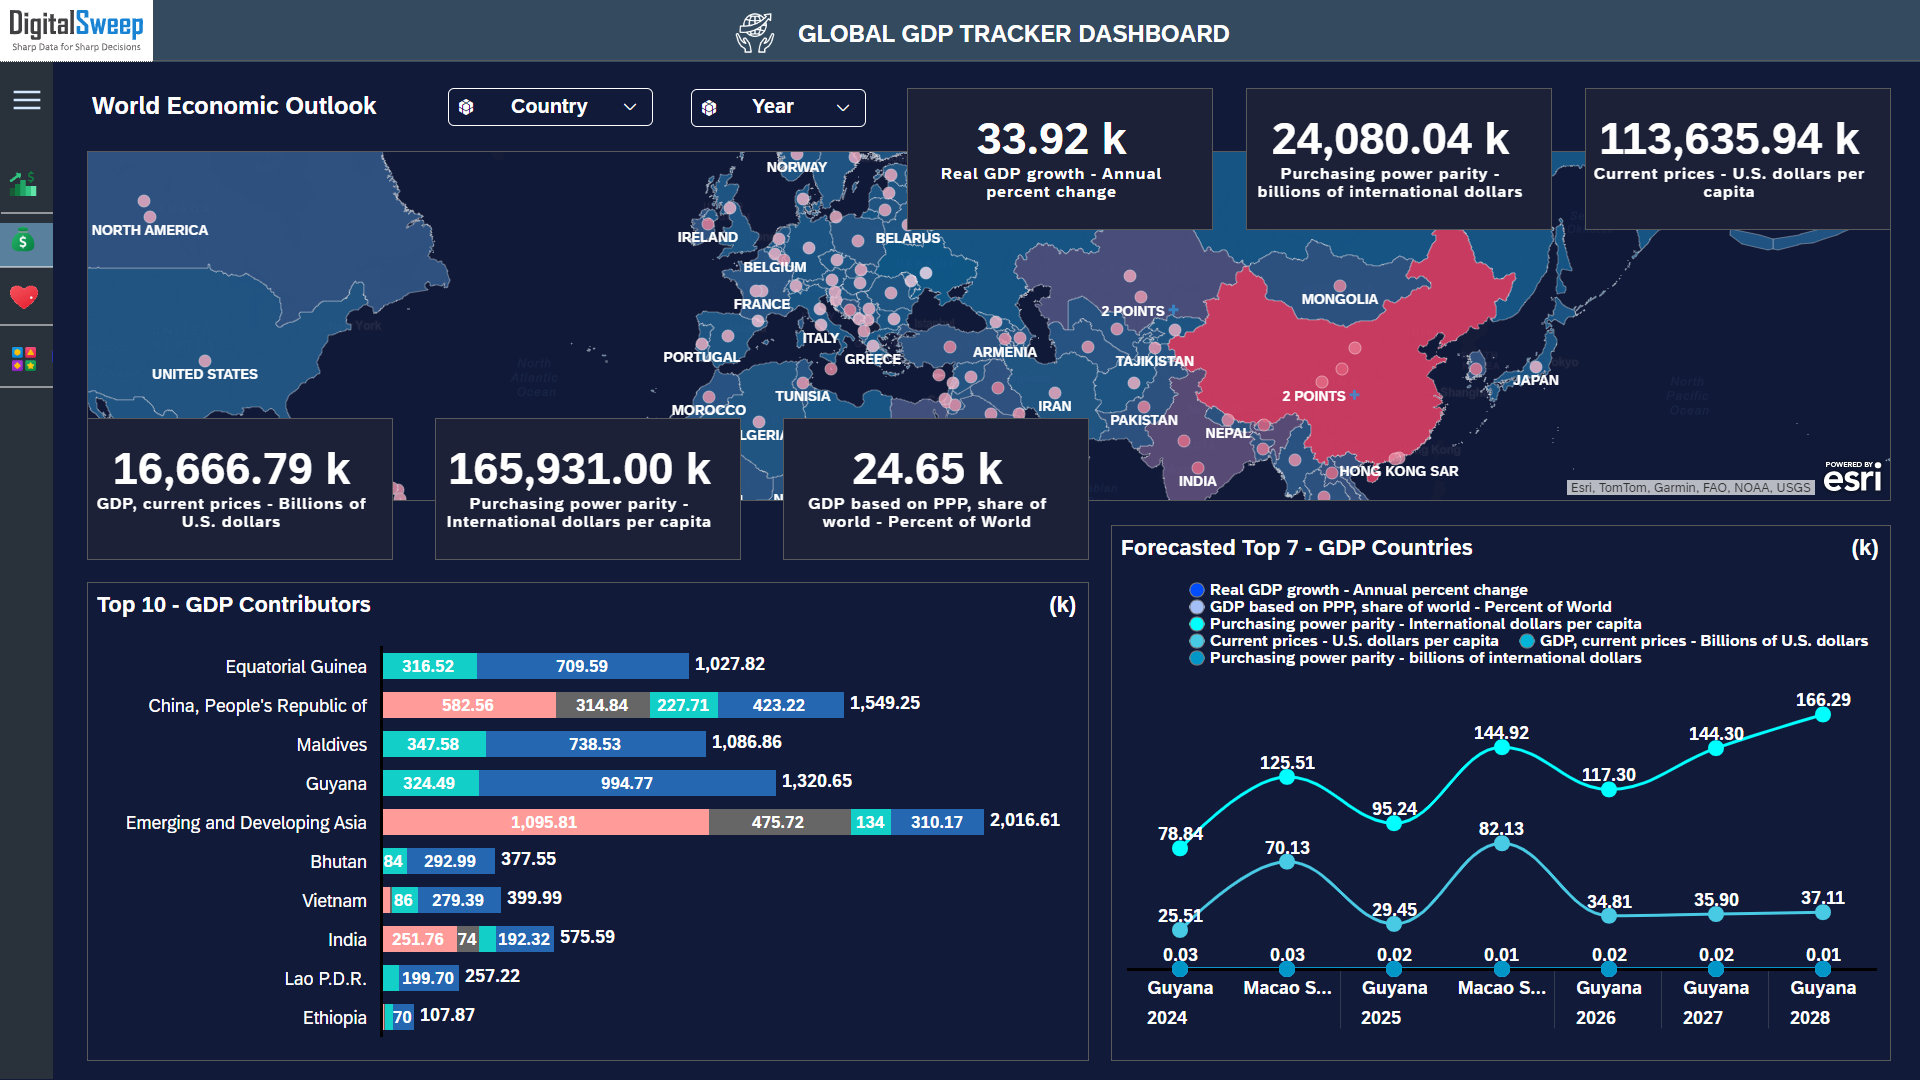 DigitalSweep
Sharp Data for Sharp Decisions
GLOBAL GDP TRACKER DASHBOARD
World Economic Outlook
Country
Year
33.92 k
Real GDP growth - Annual
percent change
24,080.04 k
Purchasing power parity -
billions of international dollars
113,635.94 k
Current prices - U.S. dollars per
capita
NORWAY
NORTH AMERICA
IRELAND
BELARUS
BELGIUM
FRANCE
2 POINTS
MONGOLIA
York
ITALY
PORTUGAL
GREECE
ARMENIA
TAJIKISTAN
North
Atlantic
Ocean
UNITED STATES
JAPAN
TUNISIA
North
Pacific
Ocean
2 POINTS
MOROCCO
IRAN
PAKISTAN
NEPAL
LGERIA
HONG KONG SAR
INDIA
POWERED BY
esri
Esri, TomTom, Garmin, FAO, NOAA, USGS
16,666.79 k
GDP, current prices - Billions of
U.S. dollars
165,931.00 k
Purchasing power parity -
International dollars per capita
24.65 k
GDP based on PPP, share of
world - Percent of World
Top 10 - GDP Contributors (k)
Equatorial Guinea 316.52 709.59 1,027.82
China, People's Republic of 582.56 314.84 227.71 423.22 1,549.25
Maldives 347.58 738.53 1,086.86
Guyana 324.49 994.77 1,320.65
Emerging and Developing Asia 1,095.81 475.72 134 310.17 2,016.61
Bhutan 84 292.99 377.55
Vietnam 86 279.39 399.99
India 251.76 74 192.32 575.59
Lao P.D.R. 199.70 257.22
Ethiopia 70 107.87
Forecasted Top 7 - GDP Countries (k)
Real GDP growth - Annual percent change
GDP based on PPP, share of world - Percent of World
Purchasing power parity - International dollars per capita
Current prices - U.S. dollars per capita GDP, current prices - Billions of U.S. dollars
Purchasing power parity - billions of international dollars
78.84 125.51 95.24 144.92 117.30 144.30 166.29
25.51 70.13 29.45 82.13 34.81 35.90 37.11
0.03 0.03 0.02 0.01 0.02 0.02 0.01
Guyana Macao S... Guyana Macao S... Guyana Guyana Guyana
2024 2025 2026 2027 2028